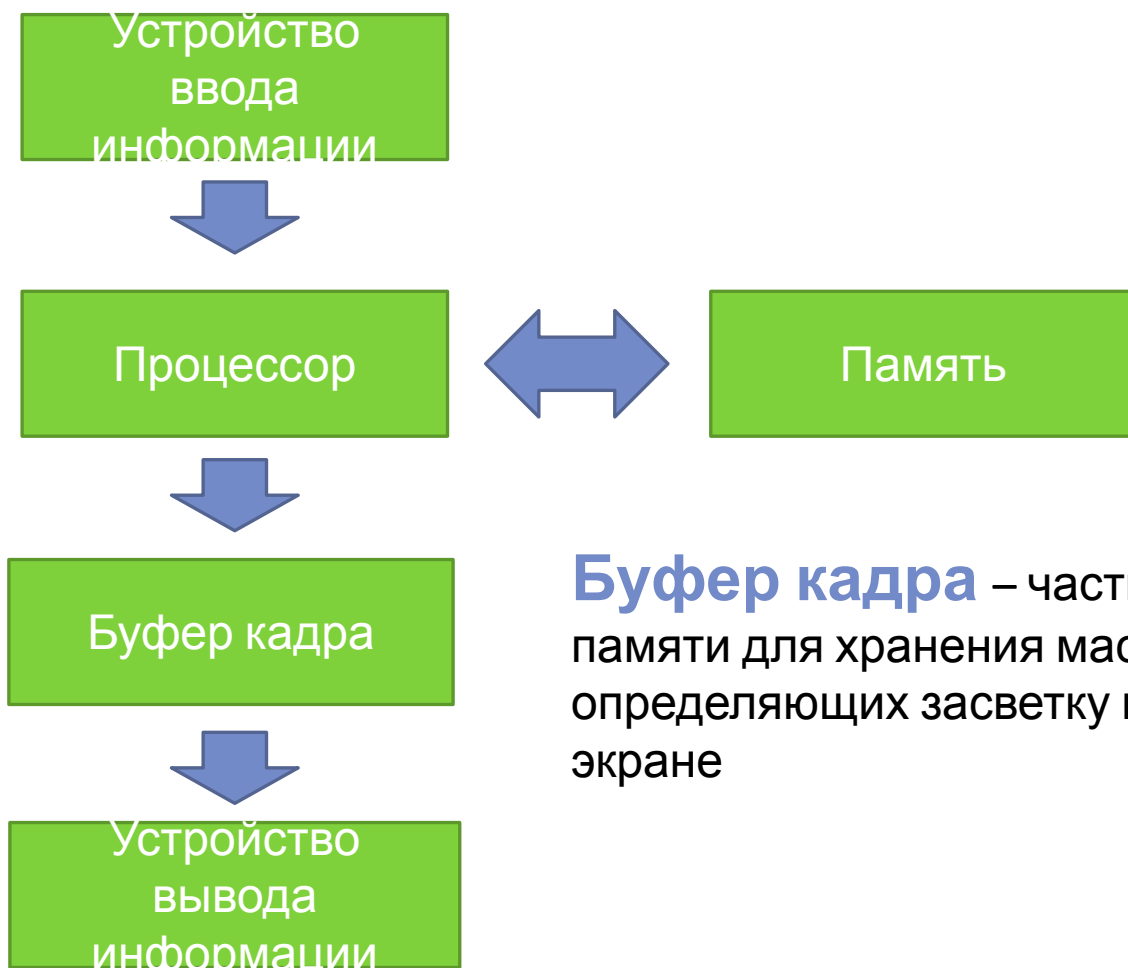 Устройство
ввода
информации
Процессор
Память
Буфер кадра
Буфер кадра –
памяти для хранения
определяющих засветку
экране
Устройство
вывода
информации